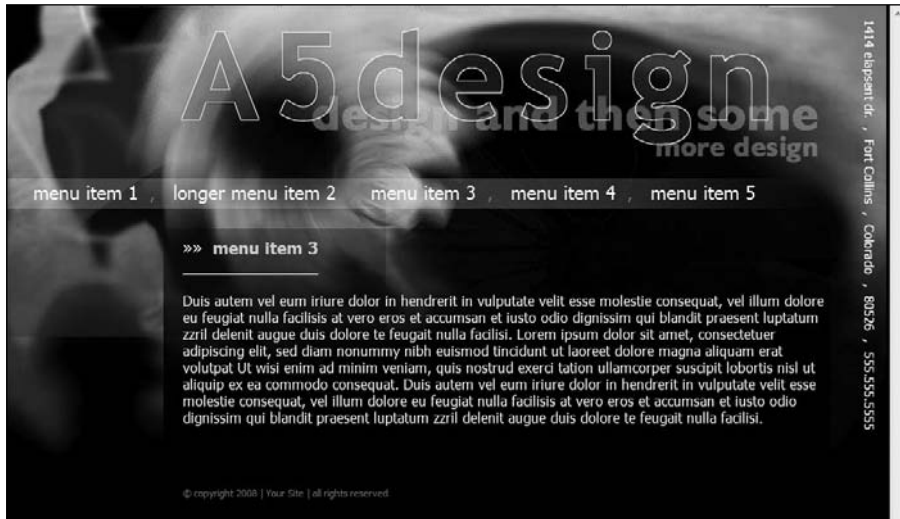 A5design
design and then some
more design
menu item 1 , longer menu item 2 menu item 3 , menu item 4 , menu item 5
»» menu item 3
Duis autem vel eum iriure dolor in hendrerit in vulputate velit esse molestie consequat, vel illum dolore
eu feugiat nulla facilisis at vero eros et accumsan et iusto odio dignissim qui blandit praesent luptatum
zzril delenit augue duis dolore te feugait nulla facilisi. Lorem ipsum dolor sit amet, consectetuer
adipiscing elit, sed diam nonummy nibh euismod tincidunt ut laoreet dolore magna aliquam erat
volutpat Ut wisi enim ad minim veniam, quis nostrud exerci tation ullamcorper suscipit lobortis nisl ut
aliquip ex ea commodo consequat. Duis autem vel eum iriure dolor in hendrerit in vulputate velit esse
molestie consequat, vel illum dolore eu feugiat nulla facilisis at vero eros et accumsan et iusto odio
dignissim qui blandit praesent luptatum zzril delenit augue duis dolore te feugait nulla facilisi.
© copyright 2008 | Your Site | all rights reserved
1414 elapsent dr. , Fort Collins , Colorado , 80526 , 555.555.5555